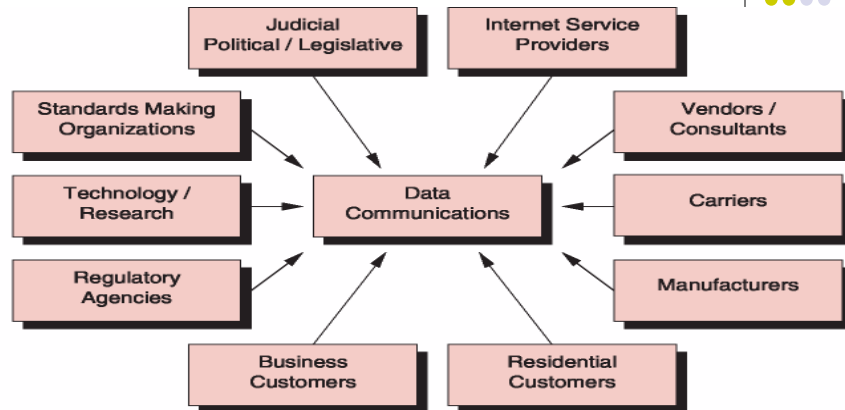 Judicial
Political / Legislative
Internet Service
Providers
Standards Making
Organizations
Vendors /
Consultants
Technology /
Research
Data
Communications
Carriers
Regulatory
Agencies
Manufacturers
Business
Customers
Residential
Customers